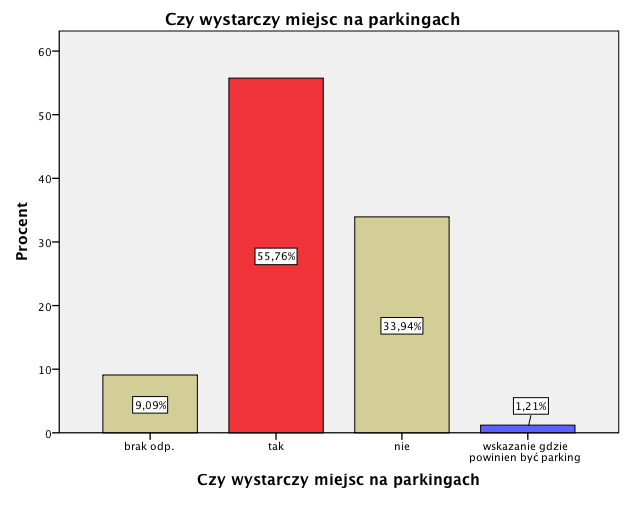 Czy wystarczy miejsc na parkingach
Procent
60
50
40
30
20
10
0
9,09%
55,76%
33,94%
1,21%
brak odp.
tak
nie
wskazanie gdzie
powinien być parking
Czy wystarczy miejsc na parkingach